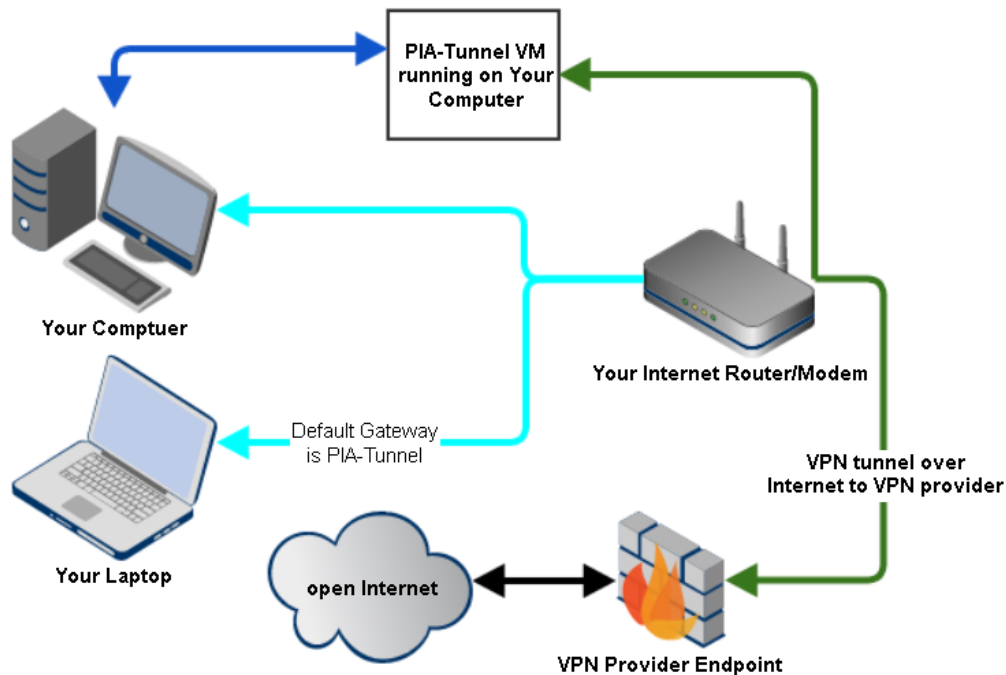 PIA-Tunnel VM
running on Your
Computer
Your Comptuer
Your Internet Router/Modem
Default Gateway
is PIA-Tunnel
VPN tunnel over
Internet to VPN provider
Your Laptop
open Internet
VPN Provider Endpoint